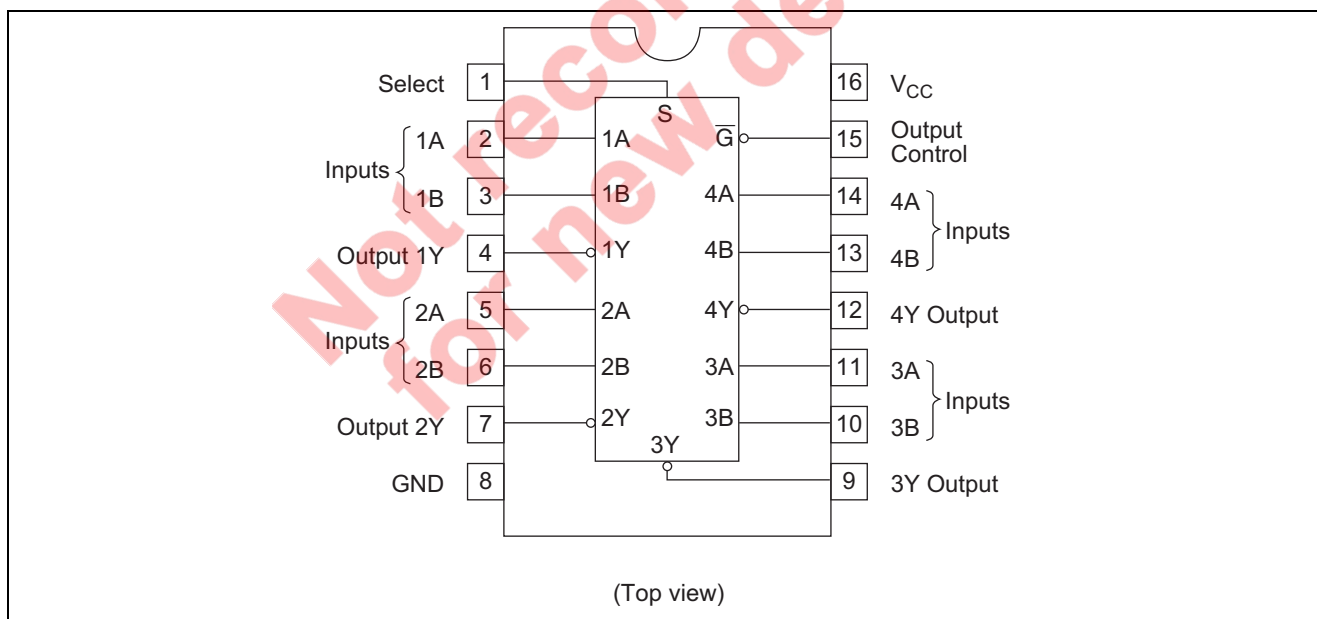 Not recom
for new de
Select 1
Inputs
1A 2
1B 3
Output 1Y 4
Inputs
2A 5
2B 6
Output 2Y 7
GND 8
S
1A
1B
1Y
2A
2B
2Y
3Y
G̅
4A
4B
4Y
3A
3B
16 VCC
15 Output
Control
14 4A
13 4B
Inputs
12 4Y Output
11 3A
10 3B
Inputs
9 3Y Output
(Top view)